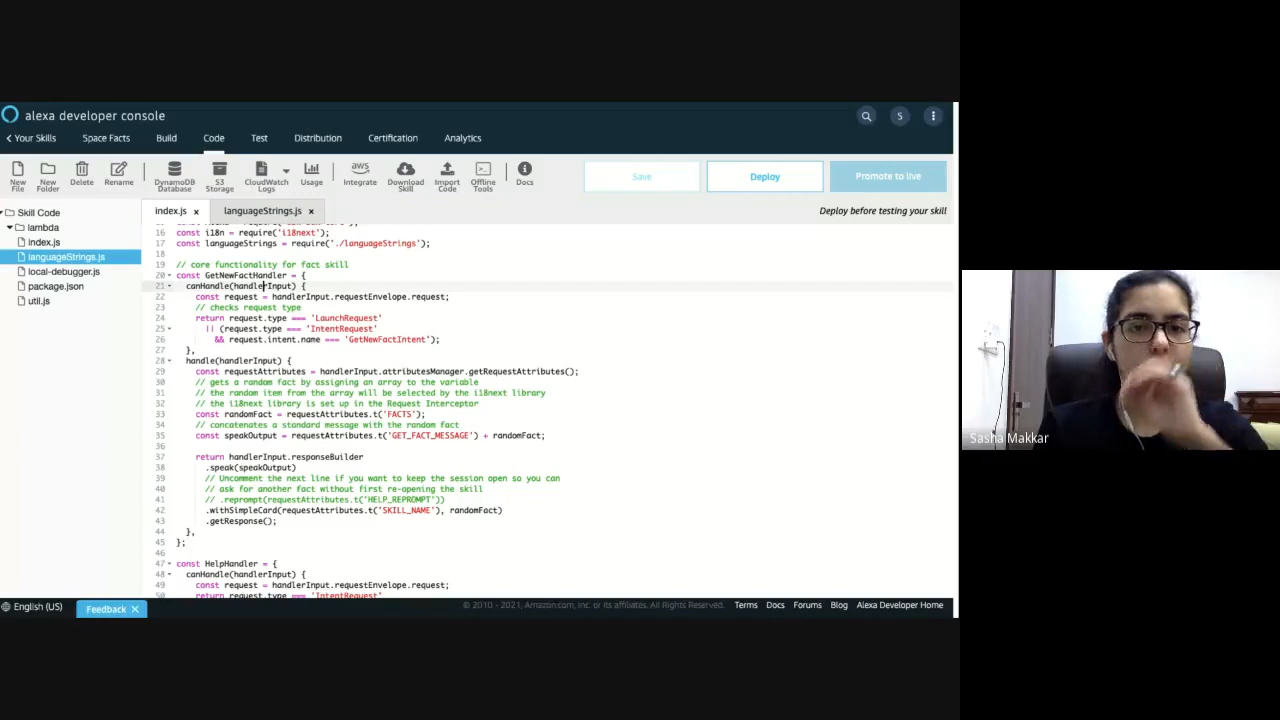 alexa developer console
S
Your Skills Space Facts Build Code Test Distribution Certification Analytics
New File New Folder Delete Rename DynamoDB Database S3 Storage CloudWatch Logs Usage aws Integrate Download Skill Import Code Offline Tools Docs Save Deploy Promote to live
Skill Code
lambda
index.js
languageStrings.js
local-debugger.js
package.json
util.js
index.js x languageStrings.js x Deploy before testing your skill
16 const i18n = require('i18next');
17 const languageStrings = require('./languageStrings');
18
19 // core functionality for fact skill
20 const GetNewFactHandler = {
21 canHandle(handlerInput) {
22 const request = handlerInput.requestEnvelope.request;
23 // checks request type
24 return request.type === 'LaunchRequest'
25 || (request.type === 'IntentRequest'
26 && request.intent.name === 'GetNewFactIntent');
27 },
28 handle(handlerInput) {
29 const requestAttributes = handlerInput.attributesManager.getRequestAttributes();
30 // gets a random fact by assigning an array to the variable
31 // the random item from the array will be selected by the i18next library
32 // the i18next library is set up in the Request Interceptor
33 const randomFact = requestAttributes.t('FACTS');
34 // concatenates a standard message with the random fact
35 const speakOutput = requestAttributes.t('GET_FACT_MESSAGE') + randomFact;
36
37 return handlerInput.responseBuilder
38 .speak(speakOutput)
39 // Uncomment the next line if you want to keep the session open so you can
40 // ask for another fact without first re-opening the skill
41 // .reprompt(requestAttributes.t('HELP_REPROMPT'))
42 .withSimpleCard(requestAttributes.t('SKILL_NAME'), randomFact)
43 .getResponse();
44 },
45 };
46
47 const HelpHandler = {
48 canHandle(handlerInput) {
49 const request = handlerInput.requestEnvelope.request;
50 return request.type === 'IntentRequest'
English (US) Feedback X © 2010 - 2021, Amazon.com, Inc. or its affiliates. All Rights Reserved. Terms Docs Forums Blog Alexa Developer Home
Sasha Makkar